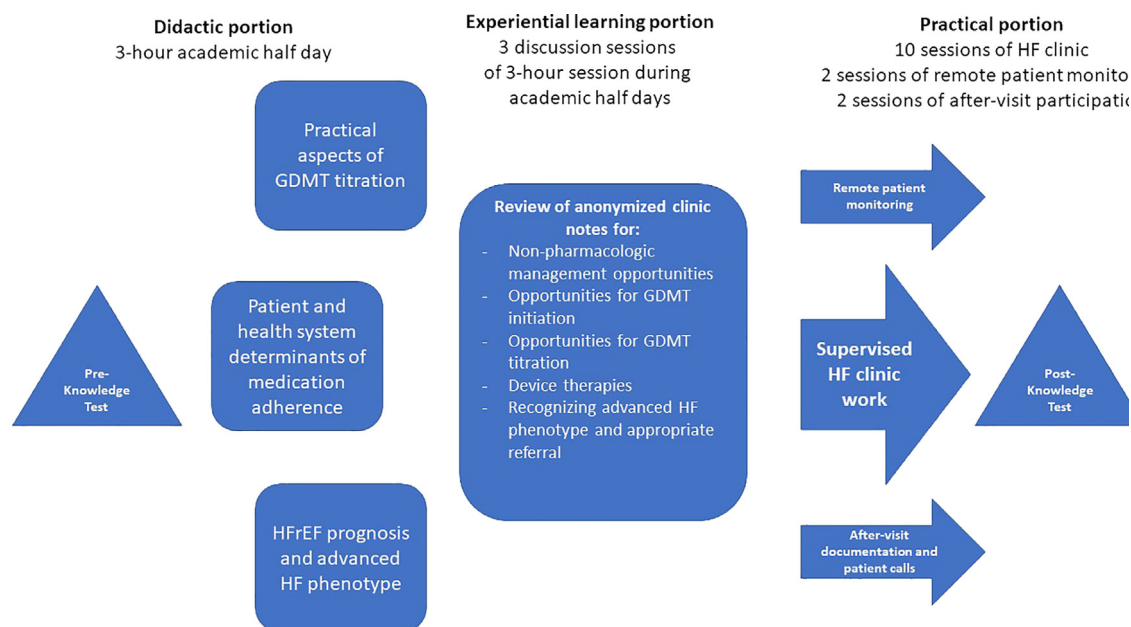 Didactic portion
3-hour academic half day
Experiential learning portion
3 discussion sessions
of 3-hour session during
academic half days
Practical portion
10 sessions of HF clinic
2 sessions of remote patient monito
2 sessions of after-visit participatio
Pre-
Knowledge
Test
Practical
aspects of
GDMT titration
Patient and
health system
determinants of
medication
adherence
HFrEF prognosis
and advanced
HF phenotype
Review of anonymized clinic
notes for:
- Non-pharmacologic
management opportunities
- Opportunities for GDMT
initiation
- Opportunities for GDMT
titration
- Device therapies
- Recognizing advanced HF
phenotype and appropriate
referral
Remote patient
monitoring
Supervised
HF clinic
work
After-visit
documentation and
patient calls
Post-
Knowledge
Test